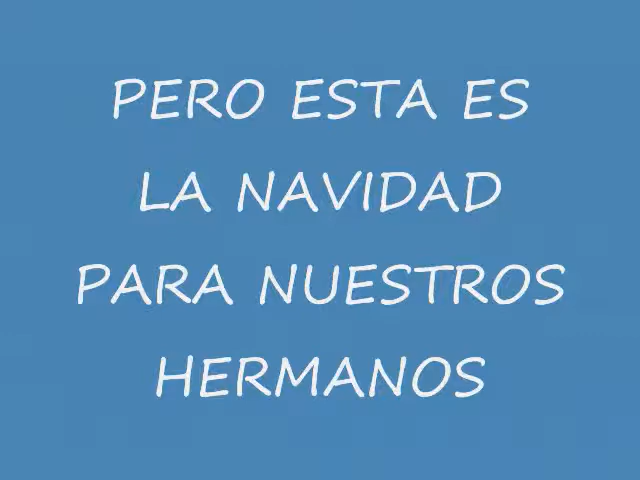 PERO ESTA ES
LA NAVIDAD
PARA NUESTROS
HERMANOS